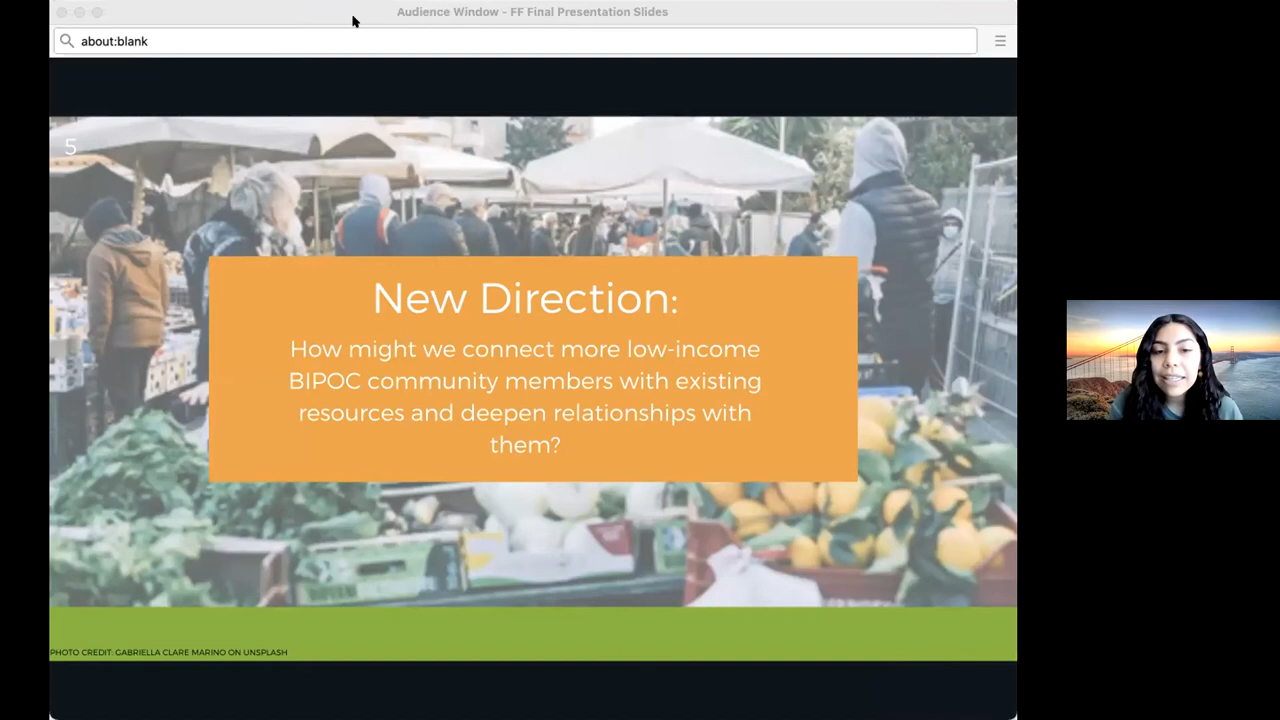 Audience Window - FF Final Presentation Slides
about:blank
5
New Direction:
How might we connect more low-income
BIPOC community members with existing
resources and deepen relationships with
them?
PHOTO CREDIT: GABRIELLA CLARE MARINO ON UNSPLASH